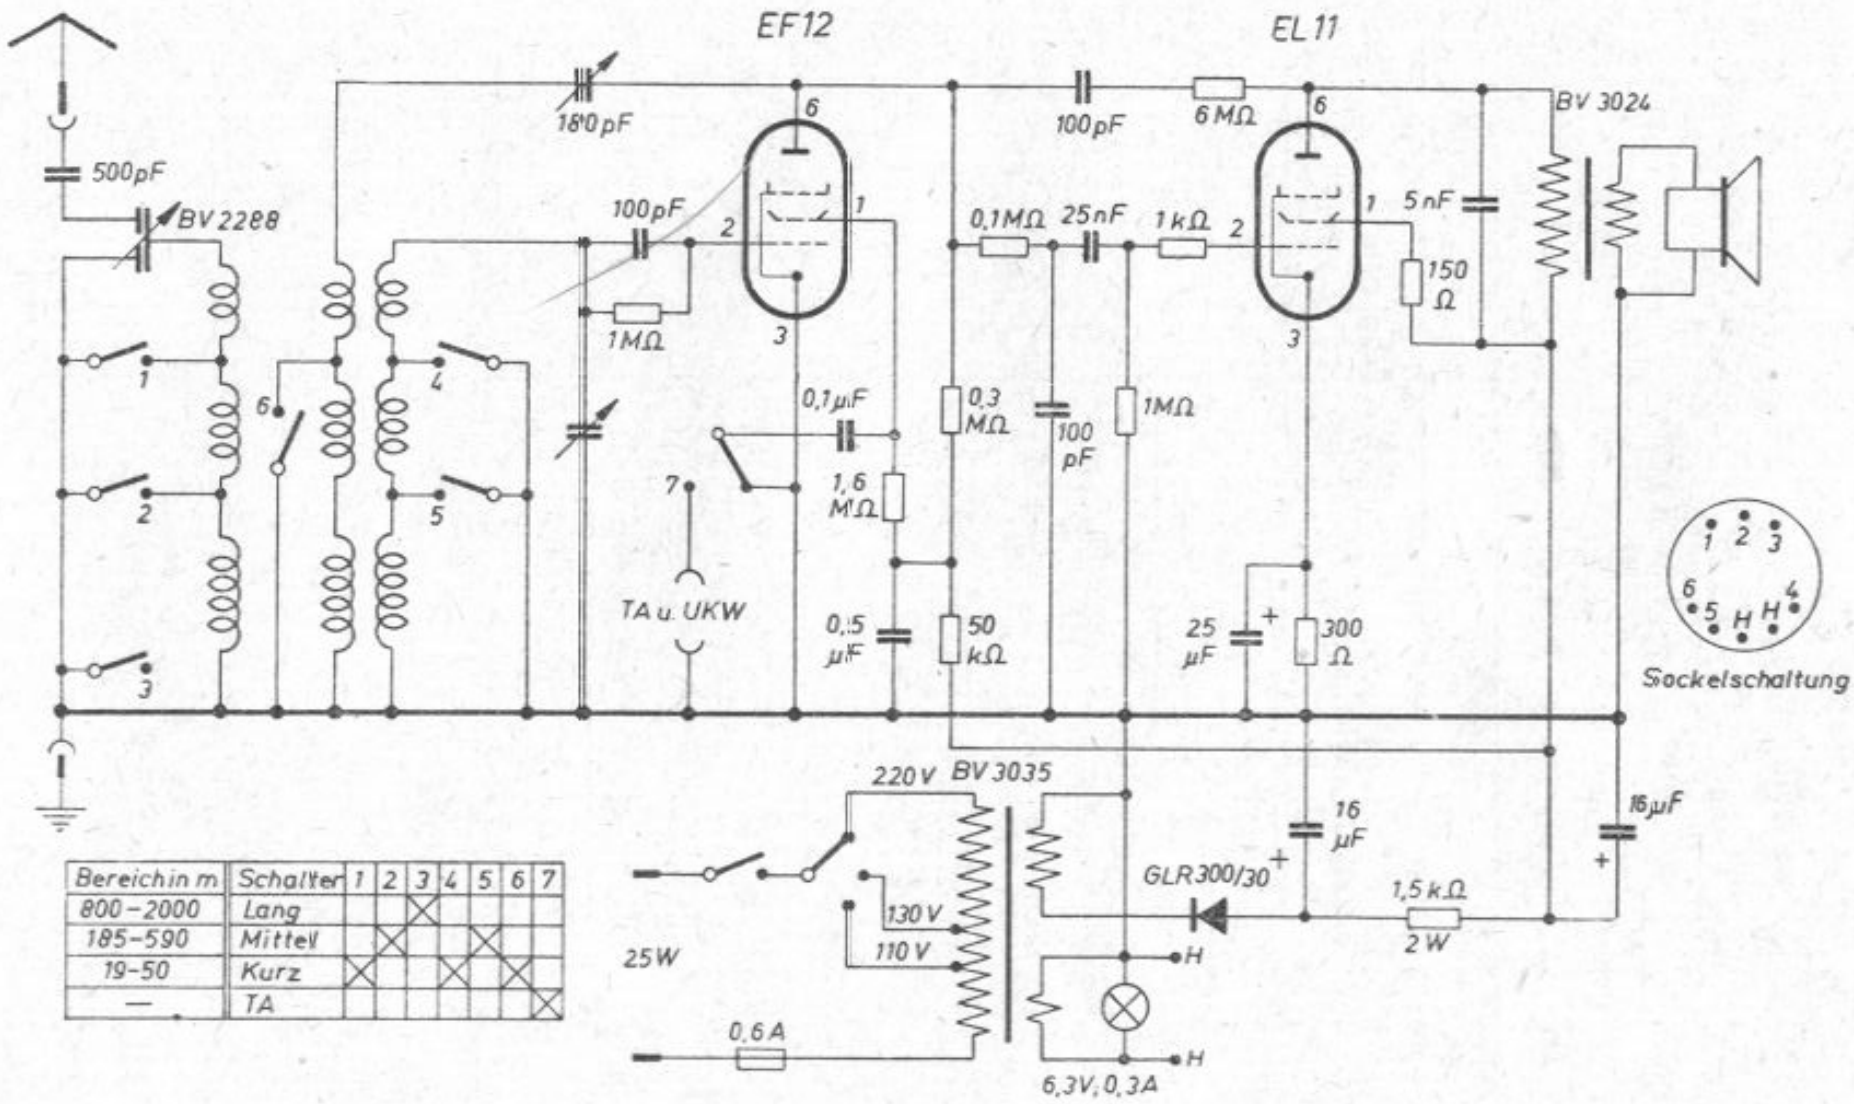 EF12
EL11
180pF
6
100pF
6MΩ
6
BV 3024
500pF
BV 2288
100pF
2
1
0,1MΩ
25nF
1kΩ
2
1
5nF
150
Ω
1MΩ
3
3
1
4
6
0,1µF
0,3
MΩ
100
pF
1MΩ
2
5
7
1,6
MΩ
TA u. UKW
0,5
µF
50
kΩ
25
µF
+
300
Ω
3
1 2 3
6 4
5 H H
Sockelschaltung
220V BV 3035
16
µF
+
16µF
+
GLR300/30
1,5kΩ
2W
130V
110V
25W
H
0,6A
H
6,3V; 0,3A
Bereich in m Schalter 1 2 3 4 5 6 7
800-2000 Lang X
185-590 Mittel X X
19-50 Kurz X X X
— TA X